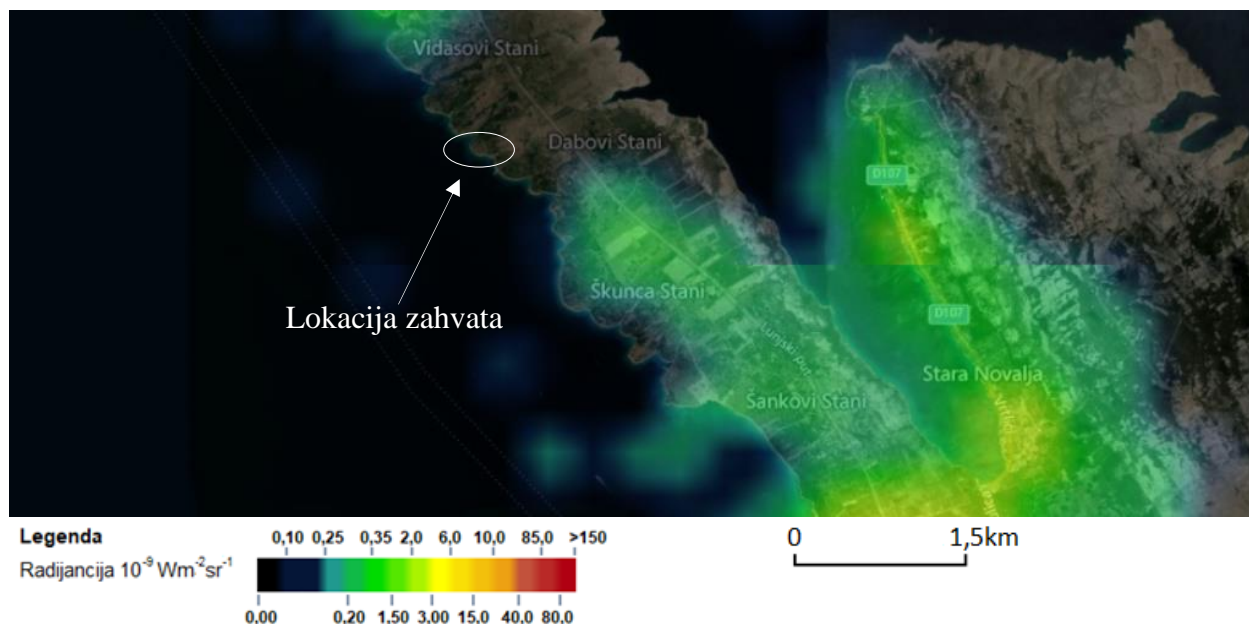 Vidasovi Stani
Dabovi Stani
D107
Lokacija zahvata
Škunca Stani
D107
Lunjski put
Stara Novalja
Šankovi Stani
Legenda
Radijancija 10⁻⁹ Wm⁻²sr⁻¹
0,10 0,25 0,35 2,0 6,0 10,0 85,0 >150
0,00 0,20 1,50 3,00 15,0 40,0 80,0
0 1,5km